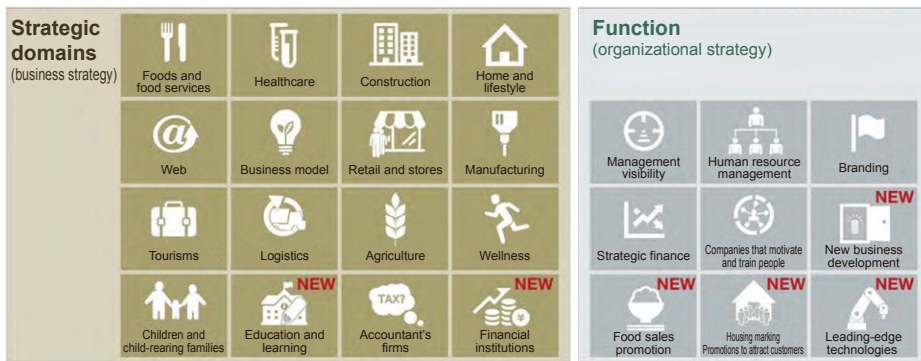 Strategic
domains
(business strategy)
Foods and
food services
Healthcare
Construction
Home and
lifestyle
@
Web
Business model
Retail and stores
Manufacturing
Tourisms
Logistics
Agriculture
Wellness
Children and
child-rearing families
NEW
Education and
learning
TAX?
Accountant's
firms
NEW
¥
Financial
institutions
Function
(organizational strategy)
Management
visibility
Human resource
management
Branding
Strategic finance
Companies that motivate
and train people
NEW
New business
development
NEW
Food sales
promotion
NEW
Housing marking
Promotions to attract customers
NEW
Leading-edge
technologies